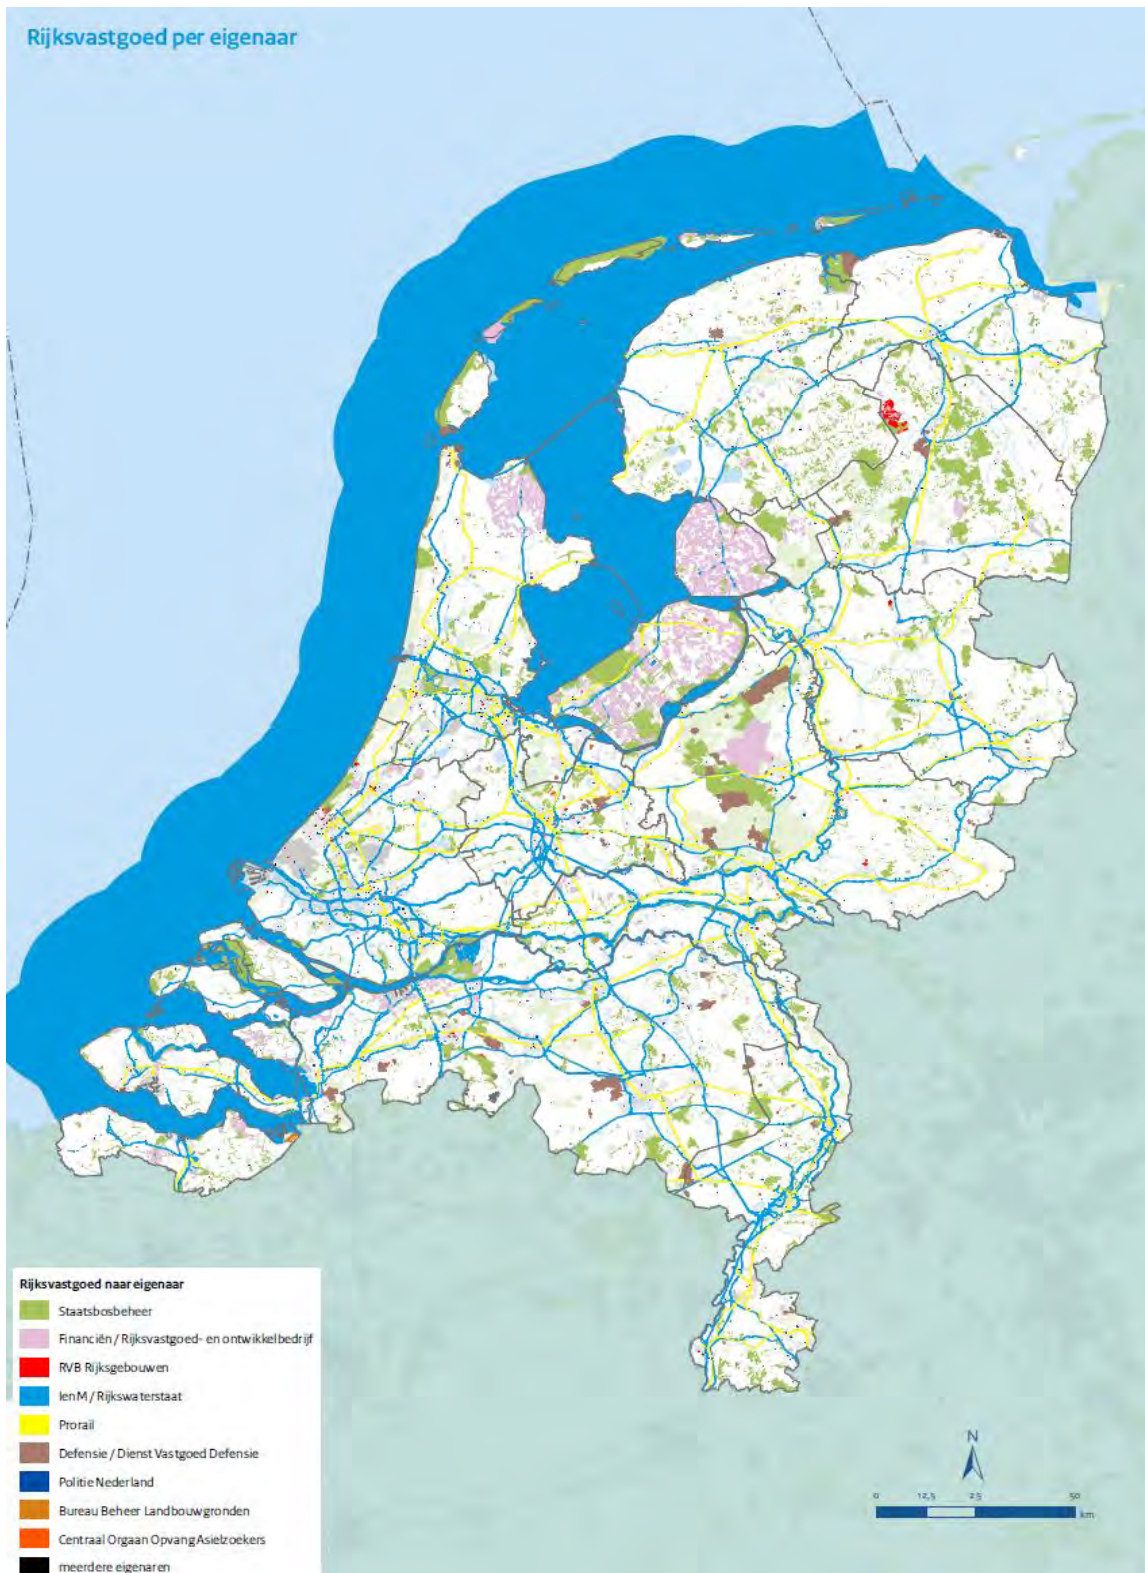 Rijksvastgoed per eigenaar
Rijksvastgoed naar eigenaar
Staatsbosbeheer
Financiën / Rijksvastgoed- en ontwikkelbedrijf
RVB Rijksgebouwen
IenM / Rijkswaterstaat
Prorail
Defensie / Dienst Vastgoed Defensie
Politie Nederland
Bureau Beheer Landbouwgronden
Centraal Orgaan Opvang Asielzoekers
meerdere eigenaren
N
0 12,5 25 50
km